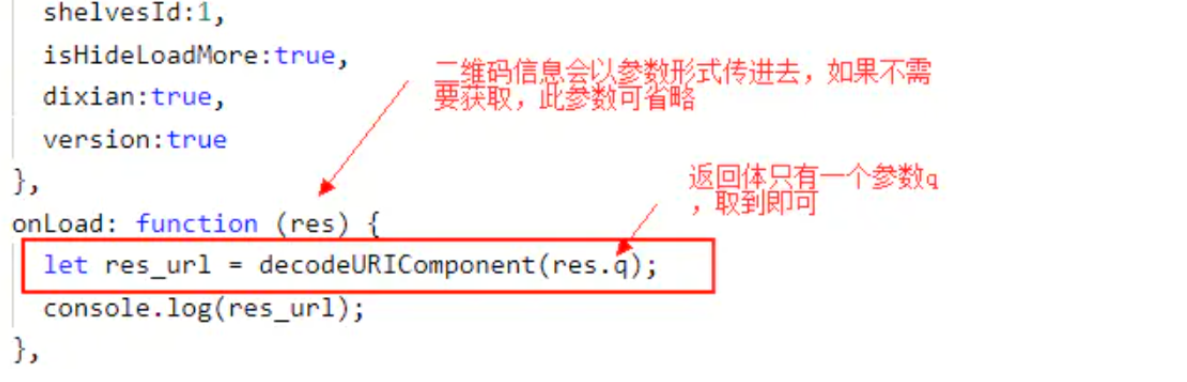 shelvesId:1,
isHideLoadMore:true,
二维码信息会以参数形式传进去，如果不需
要获取，此参数可省略
dixian:true,
version:true
},
返回体只有一个参数q
，取到即可
onLoad: function (res) {
let res_url = decodeURIComponent(res.q);
console.log(res_url);
},